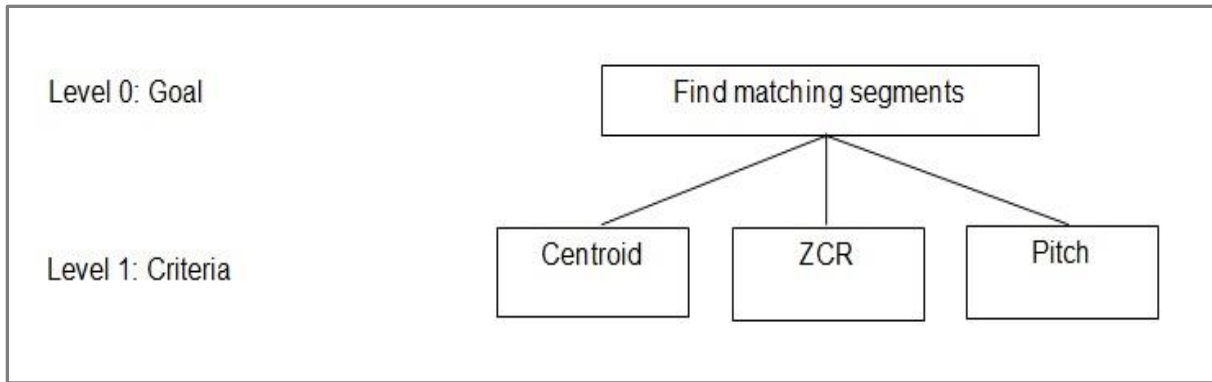 Level 0: Goal
Find matching segments
Centroid
ZCR
Pitch
Level 1: Criteria